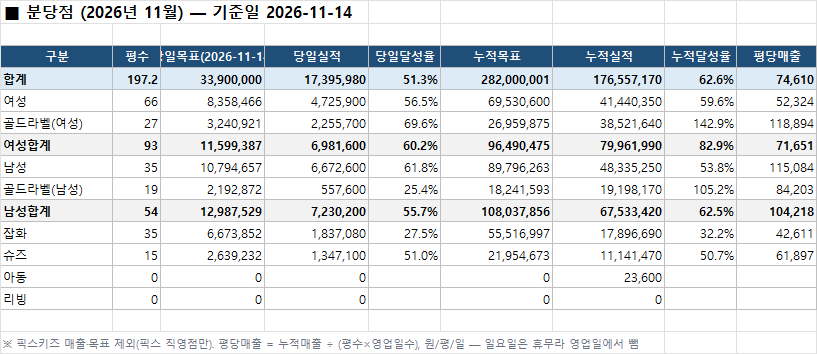 ■ 분당점 (2026년 11월) — 기준일 2026-11-14
구분 평수 당일목표(2026-11-14 당일실적 당일달성율 누적목표 누적실적 누적달성율 평당매출
합계 197.2 33,900,000 17,395,980 51.3% 282,000,001 176,557,170 62.6% 74,610
여성 66 8,358,466 4,725,900 56.5% 69,530,600 41,440,350 59.6% 52,324
골드라벨(여성) 27 3,240,921 2,255,700 69.6% 26,959,875 38,521,640 142.9% 118,894
여성합계 93 11,599,387 6,981,600 60.2% 96,490,475 79,961,990 82.9% 71,651
남성 35 10,794,657 6,672,600 61.8% 89,796,263 48,335,250 53.8% 115,084
골드라벨(남성) 19 2,192,872 557,600 25.4% 18,241,593 19,198,170 105.2% 84,203
남성합계 54 12,987,529 7,230,200 55.7% 108,037,856 67,533,420 62.5% 104,218
잡화 35 6,673,852 1,837,080 27.5% 55,516,997 17,896,690 32.2% 42,611
슈즈 15 2,639,232 1,347,100 51.0% 21,954,673 11,141,470 50.7% 61,897
아동 0 0 0 0 23,600
리빙 0 0 0 0 0
※ 픽스키즈 매출·목표 제외(픽스 직영점만). 평당매출 = 누적매출 ÷ (평수×영업일수), 원/평/일 — 일요일은 휴무라 영업일에서 뺌